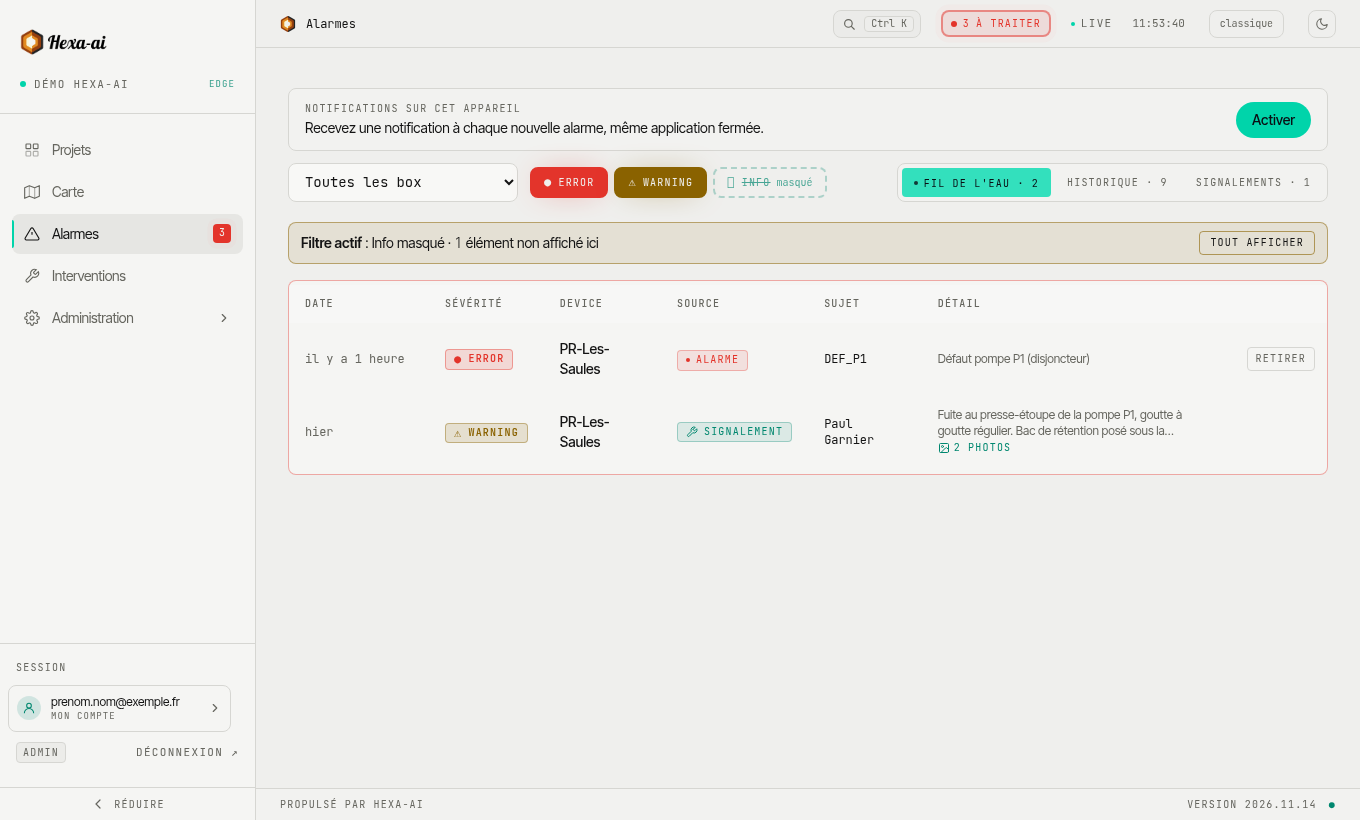 Hexa-ai
DÉMO HEXA-AI
EDGE
Projets
Carte
Alarmes
3
Interventions
Administration
SESSION
prenom.nom@exemple.fr
MON COMPTE
ADMIN
DÉCONNEXION ↗
RÉDUIRE
Alarmes
Ctrl K
3 À TRAITER
LIVE
11:53:40
classique
NOTIFICATIONS SUR CET APPAREIL
Recevez une notification à chaque nouvelle alarme, même application fermée.
Activer
Toutes les box
● ERROR
⚠ WARNING
INFO masqué
FIL DE L'EAU · 2
HISTORIQUE · 9
SIGNALEMENTS · 1
Filtre actif : Info masqué · 1 élément non affiché ici
TOUT AFFICHER
DATE SÉVÉRITÉ DEVICE SOURCE SUJET DÉTAIL
il y a 1 heure
● ERROR
PR-Les-
Saules
ALARME
DEF_P1
Défaut pompe P1 (disjoncteur)
RETIRER
hier
⚠ WARNING
PR-Les-
Saules
SIGNALEMENT
Paul
Garnier
Fuite au presse-étoupe de la pompe P1, goutte à
goutte régulier. Bac de rétention posé sous la…
2 PHOTOS
PROPULSÉ PAR HEXA-AI
VERSION 2026.11.14